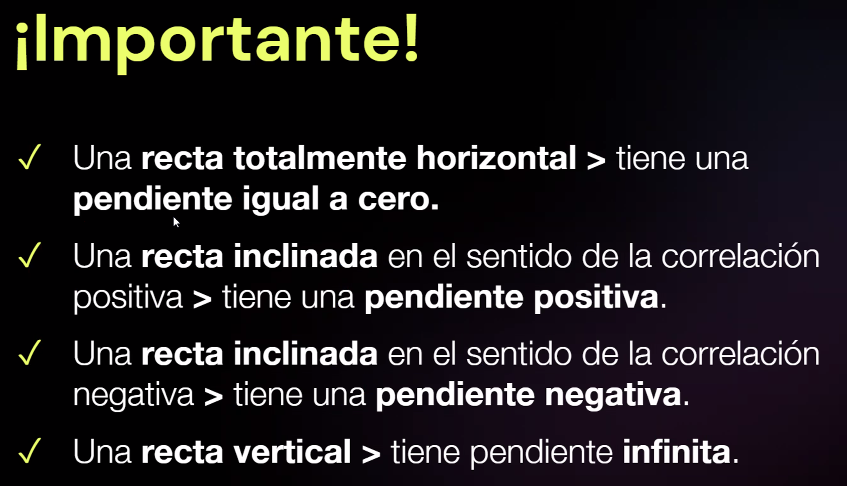 ¡Importante!
✓ Una recta totalmente horizontal > tiene una
pendiente igual a cero.
✓ Una recta inclinada en el sentido de la correlación
positiva > tiene una pendiente positiva.
✓ Una recta inclinada en el sentido de la correlación
negativa > tiene una pendiente negativa.
✓ Una recta vertical > tiene pendiente infinita.